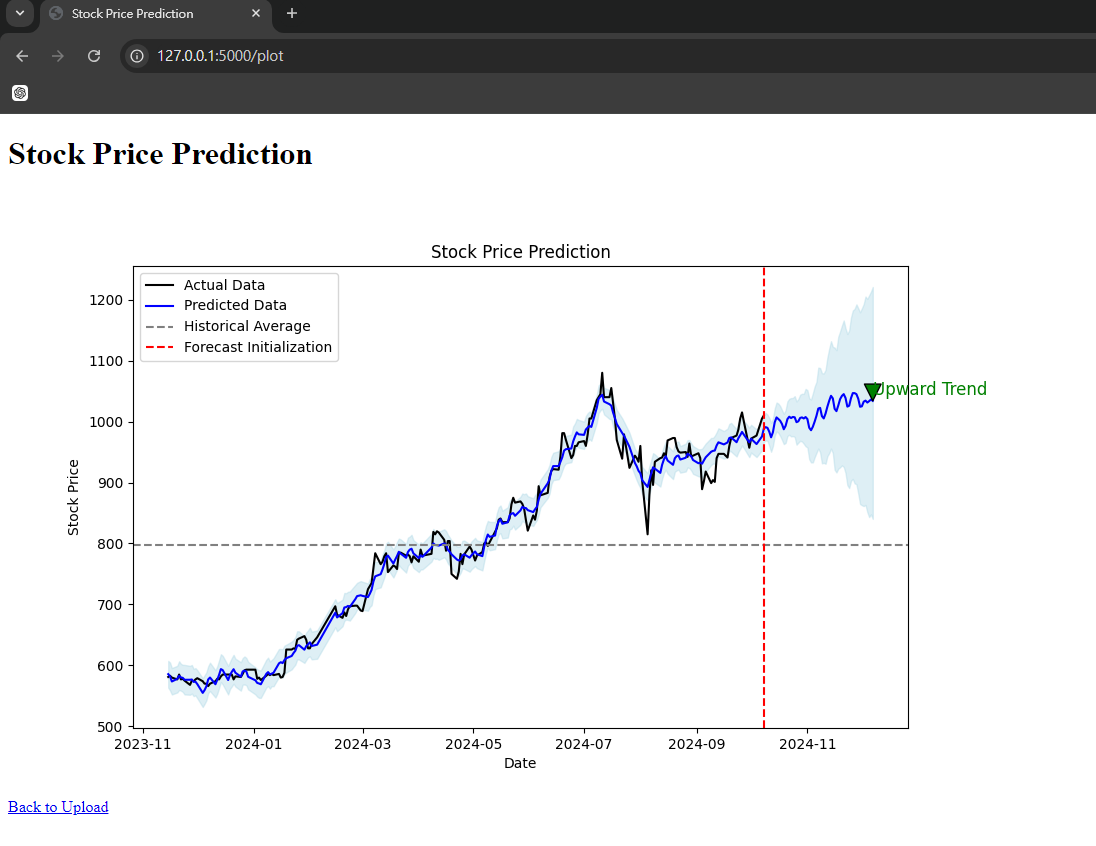 Stock Price Prediction
127.0.0.1:5000/plot
Stock Price Prediction
Stock Price Prediction
Actual Data
Predicted Data
Historical Average
Forecast Initialization
1200
1100
1000
900
800
700
600
500
Stock Price
Upward Trend
2023-11 2024-01 2024-03 2024-05 2024-07 2024-09 2024-11
Date
Back to Upload